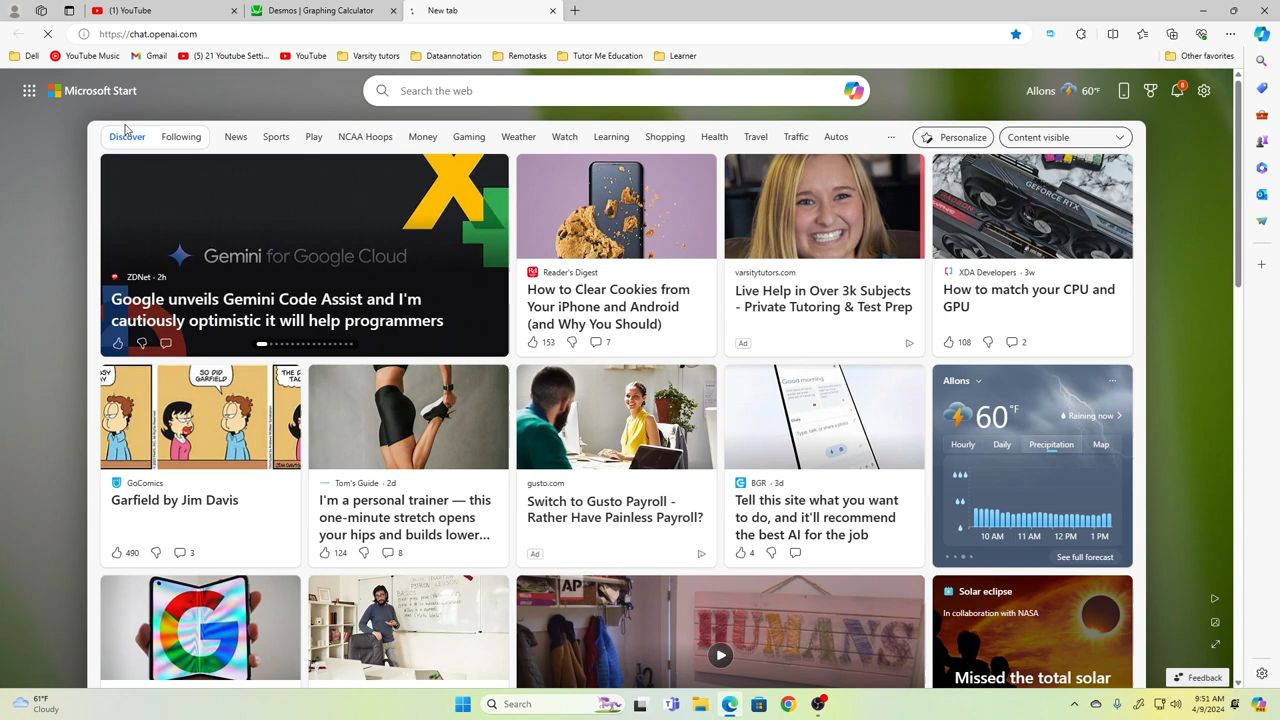 (1) YouTube
Desmos | Graphing Calculator
New tab
https://chat.openai.com
Dell
YouTube Music
Gmail
(5) 21 Youtube Setti...
YouTube
Varsity tutors
Dataannotation
Remotasks
Tutor Me Education
Learner
Other favorites
Microsoft Start
Search the web
Allons
60°F
8
Discover
Following
News
Sports
Play
NCAA Hoops
Money
Gaming
Weather
Watch
Learning
Shopping
Health
Travel
Traffic
Autos
...
Personalize
Content visible
Gemini for Google Cloud
ZDNet · 2h
Google unveils Gemini Code Assist and I'm
cautiously optimistic it will help programmers
Reader's Digest
How to Clear Cookies from
Your iPhone and Android
(and Why You Should)
153
7
varsitytutors.com
Live Help in Over 3k Subjects
- Private Tutoring & Test Prep
Ad
GEFORCE RTX
XDA Developers · 3w
How to match your CPU and
GPU
108
2
SO DID
GARFIELD
GoComics
Garfield by Jim Davis
490
3
Tom's Guide · 2d
I'm a personal trainer — this
one-minute stretch opens
your hips and builds lower...
124
8
gusto.com
Switch to Gusto Payroll -
Rather Have Painless Payroll?
Ad
Good morning
BGR · 3d
Tell this site what you want
to do, and it'll recommend
the best AI for the job
4
Allons
60°F
Raining now
Hourly
Daily
Precipitation
Map
10 AM
11 AM
12 PM
1 PM
See full forecast
AP
HUMANS
Solar eclipse
In collaboration with NASA
Missed the total solar
Feedback
61°F
Cloudy
Search
9:51 AM
4/9/2024